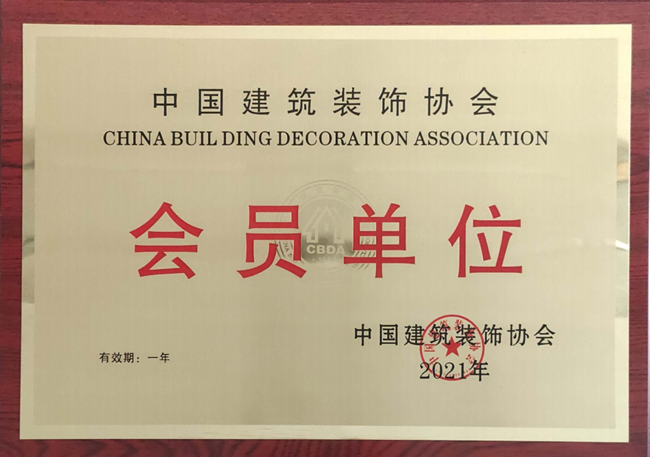 中国建筑装饰协会
CHINA BUIL DING DECORATION ASSOCIATION
会员单位
CBDA
中国建筑装饰协会
有效期：一年
2021年